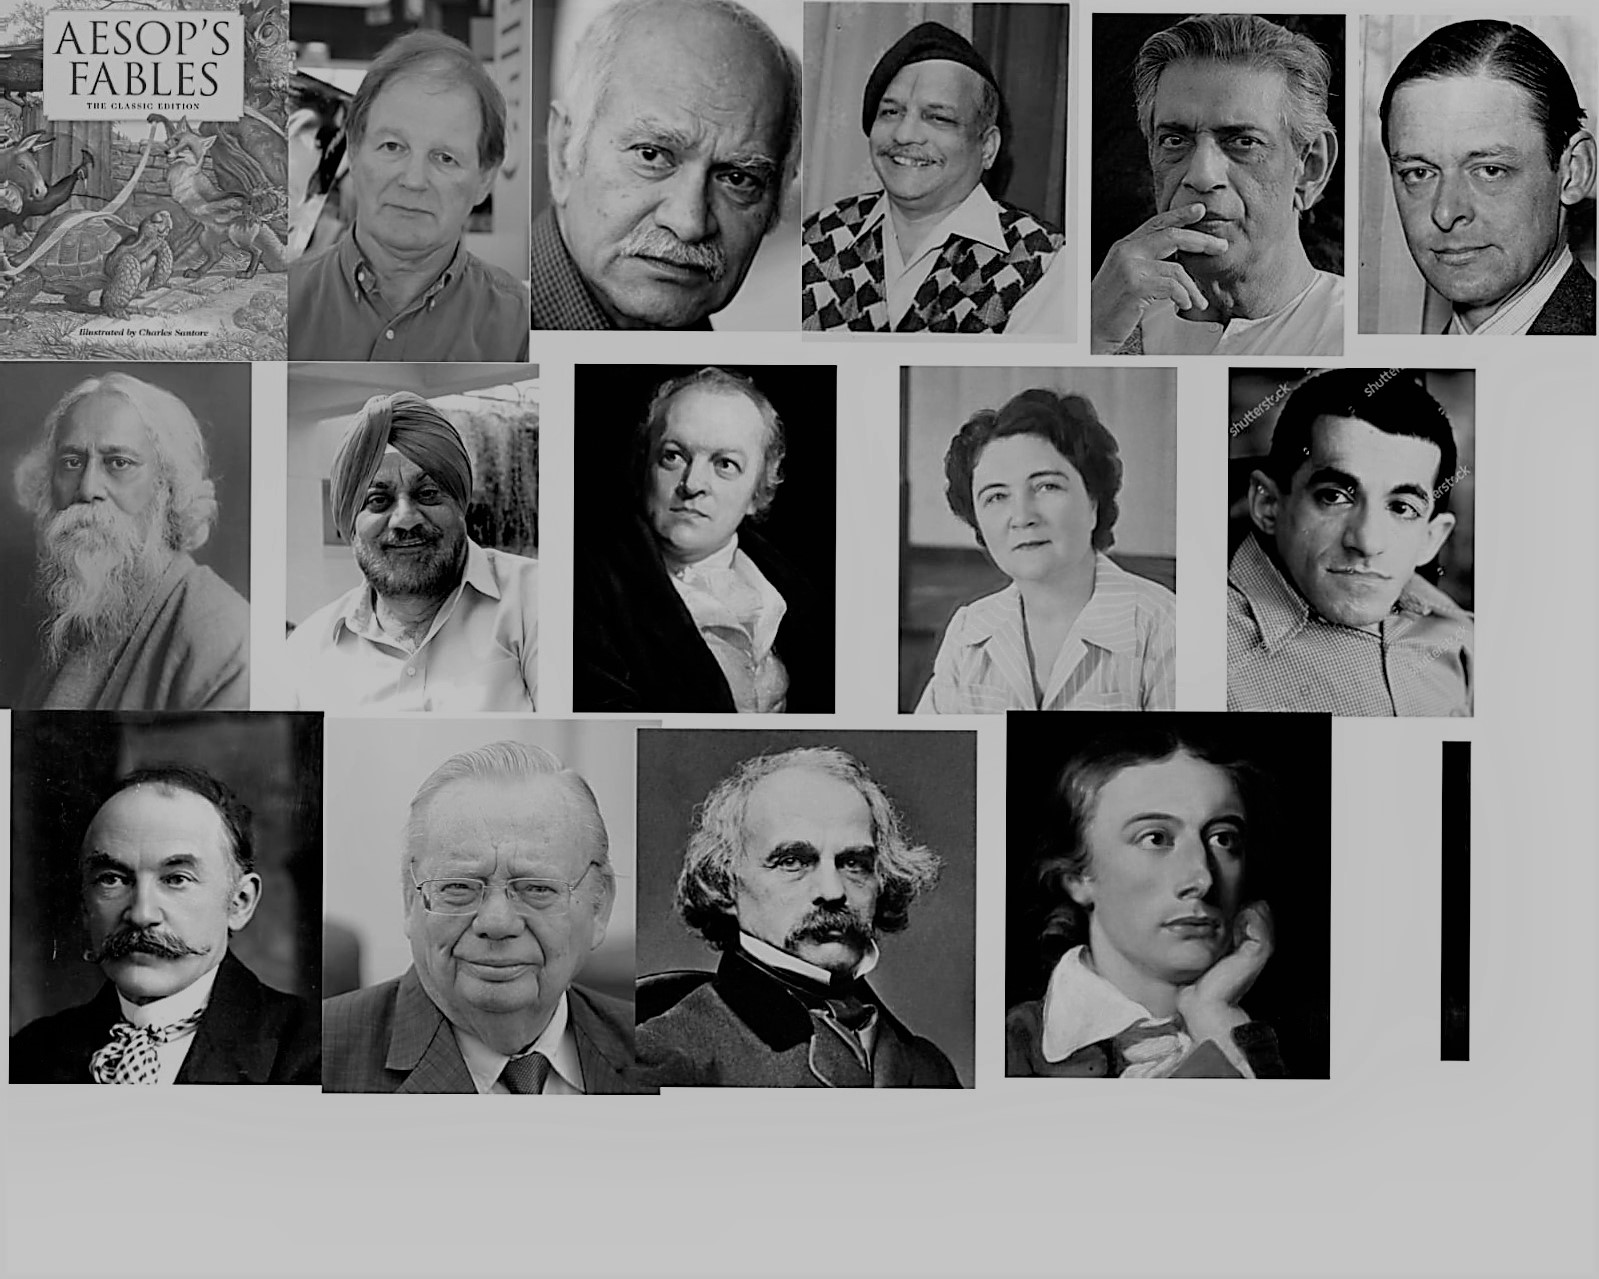 AESOP'S
FABLES
THE CLASSIC EDITION
Illustrated by Charles Santore
shutterstock